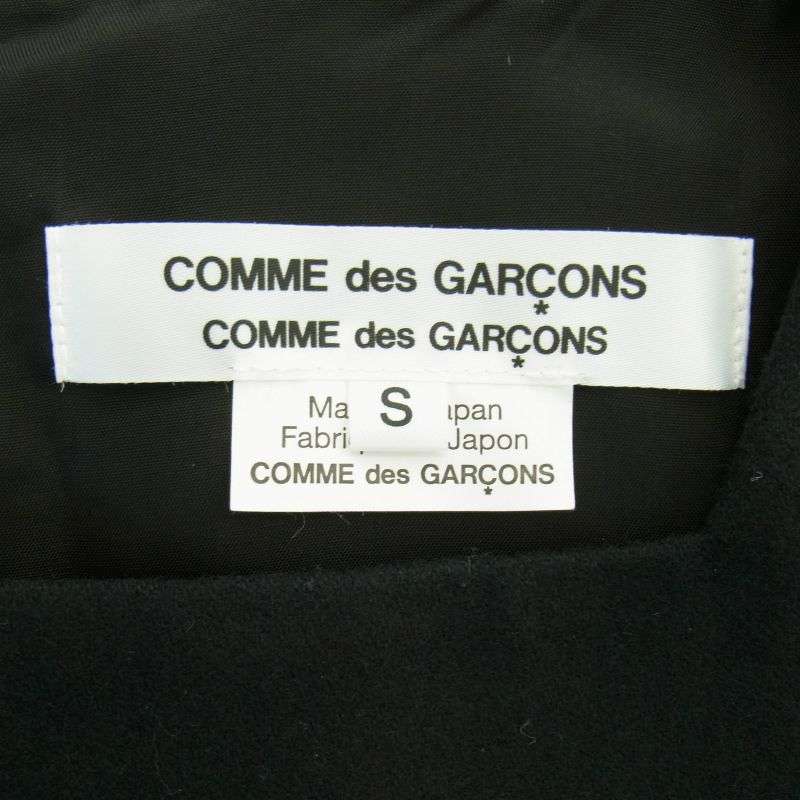 COMME des GARÇONS
*
COMME des GARÇONS
*
S
Ma apan
Fabri Japon
COMME des GARÇONS
*